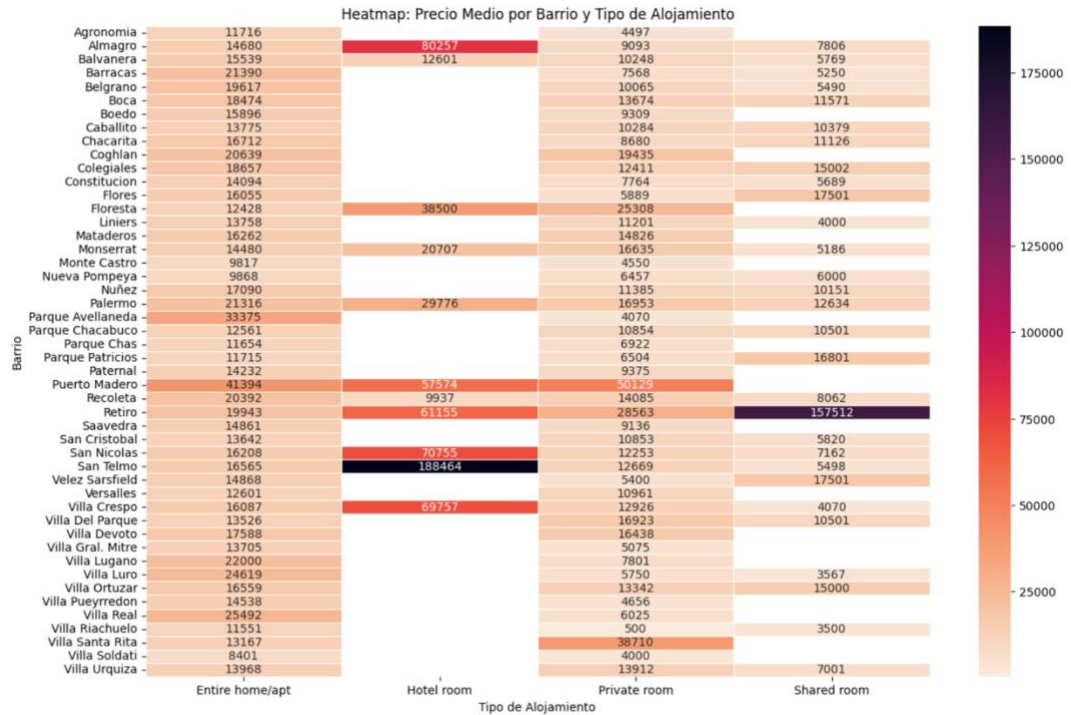 Heatmap: Precio Medio por Barrio y Tipo de Alojamiento
Agronomia 11716 4497
Almagro 14680 80257 9093 7806
Balvanera 15539 12601 10248 5769
Barracas 21390 7568 5250
Belgrano 19617 10065 5490
Boca 18474 13674 11571
Boedo 15896 9309
Caballito 13775 10284 10379
Chacarita 16712 8680 11126
Coghlan 20639 19435
Colegiales 18657 12411 15002
Constitucion 14094 7764 5689
Flores 16055 5889 17501
Floresta 12428 38500 25308
Liniers 13758 11201 4000
Mataderos 16262 14826
Monserrat 14480 20707 16635 5186
Monte Castro 9817 4550
Nueva Pompeya 9868 6457 6000
Nuñez 17090 11385 10151
Palermo 21316 29776 16953 12634
Parque Avellaneda 33375 4070
Parque Chacabuco 12561 10854 10501
Parque Chas 11654 6922
Parque Patricios 11715 6504 16801
Paternal 14232 9375
Puerto Madero 41394 57574 50129
Recoleta 20392 9937 14085 8062
Retiro 19943 61155 28563 157512
Saavedra 14861 9136
San Cristobal 13642 10853 5820
San Nicolas 16208 70755 12253 7162
San Telmo 16565 188464 12669 5498
Velez Sarsfield 14868 5400 17501
Versalles 12601 10961
Villa Crespo 16087 69757 12926 4070
Villa Del Parque 13526 16923 10501
Villa Devoto 17588 16438
Villa Gral. Mitre 13705 5075
Villa Lugano 22000 7801
Villa Luro 24619 5750 3567
Villa Ortuzar 16559 13342 15000
Villa Pueyrredon 14538 4656
Villa Real 25492 6025
Villa Riachuelo 11551 500 3500
Villa Santa Rita 13167 38710
Villa Soldati 8401 4000
Villa Urquiza 13968 13912 7001
Barrio
Entire home/apt Hotel room Private room Shared room
Tipo de Alojamiento
175000
150000
125000
100000
75000
50000
25000